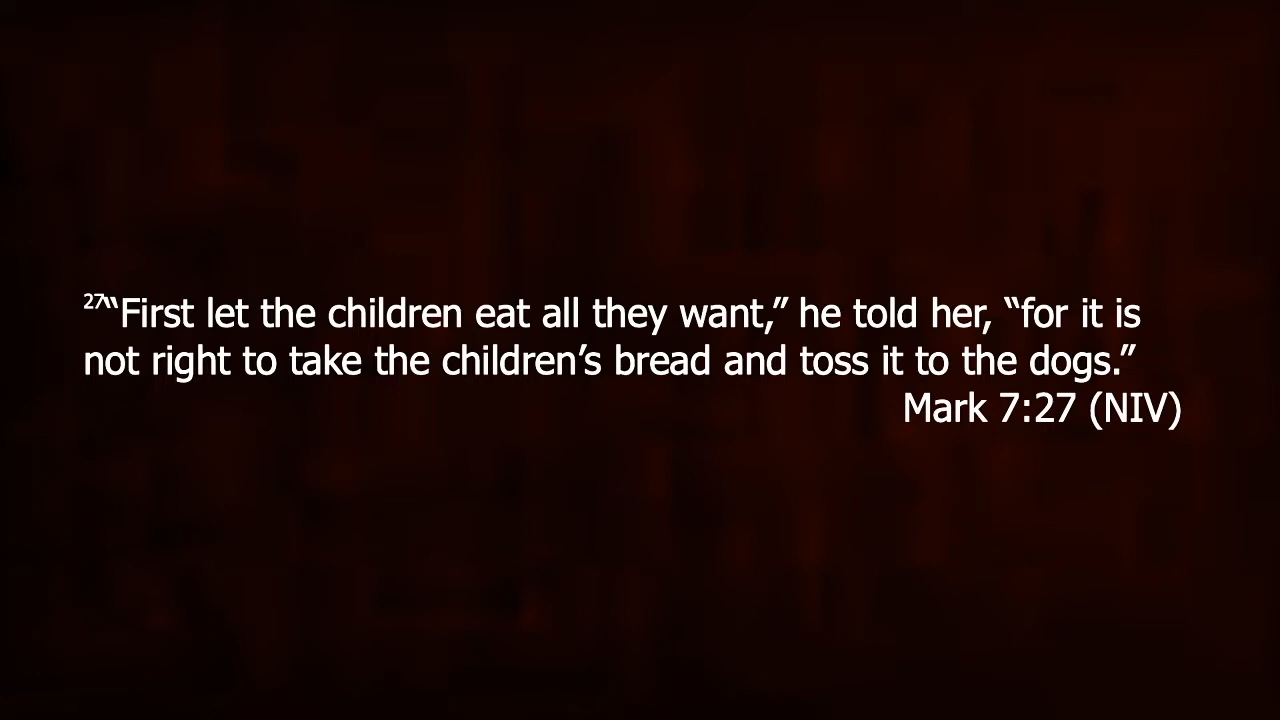 27“First let the children eat all they want,” he told her, “for it is
not right to take the children’s bread and toss it to the dogs.”
Mark 7:27 (NIV)